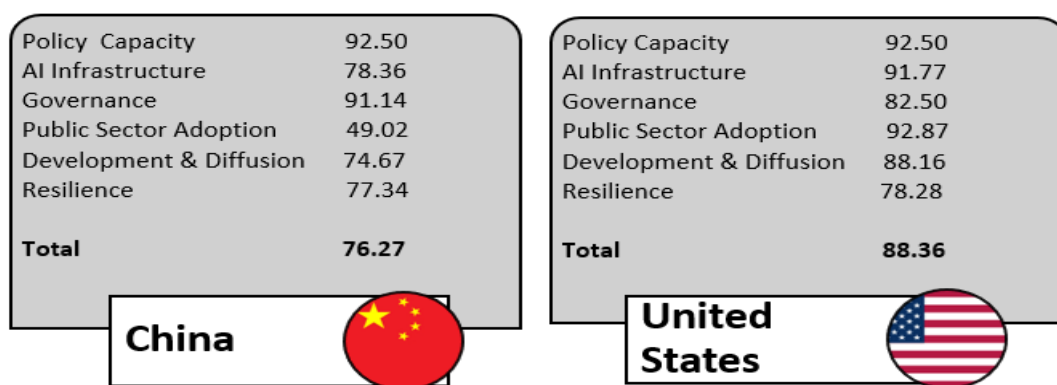 Policy  Capacity 92.50
AI Infrastructure 78.36
Governance 91.14
Public Sector Adoption 49.02
Development & Diffusion 74.67
Resilience 77.34
Total 76.27
China
Policy Capacity 92.50
AI Infrastructure 91.77
Governance 82.50
Public Sector Adoption 92.87
Development & Diffusion 88.16
Resilience 78.28
Total 88.36
United
States